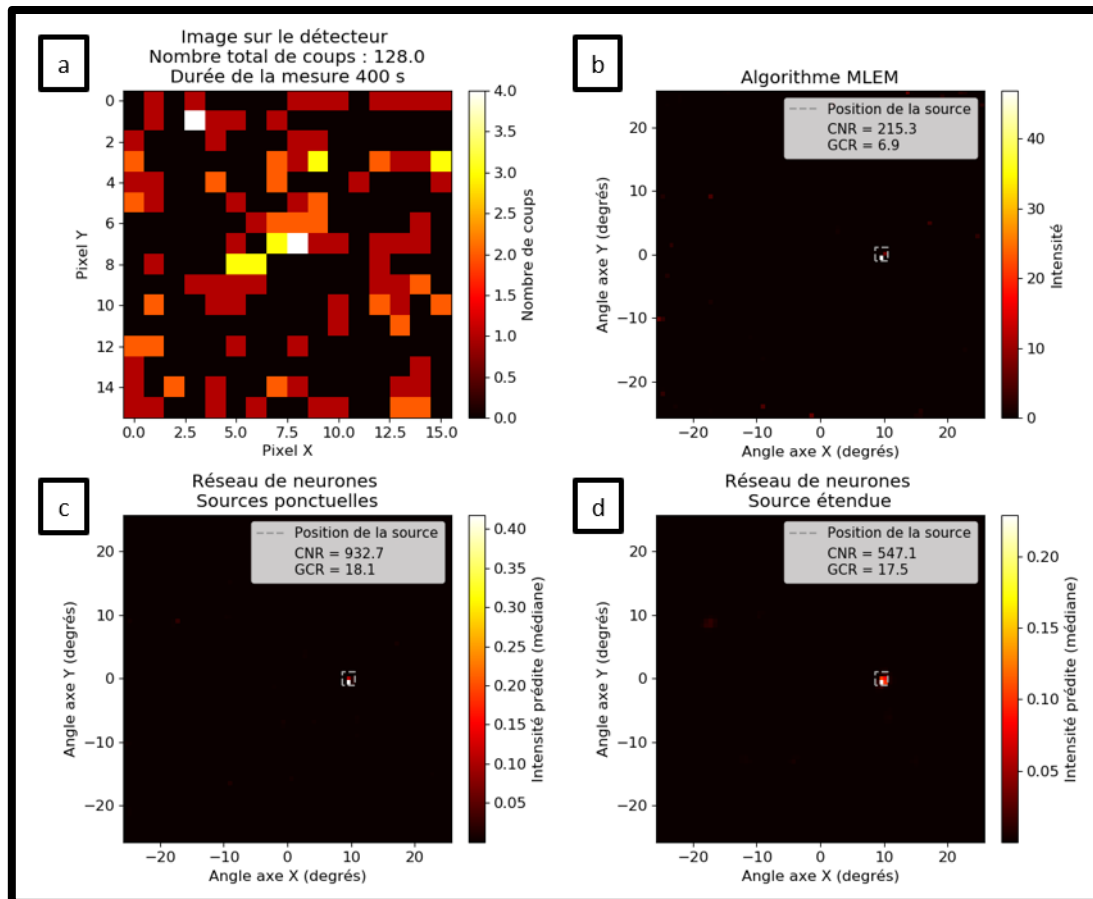 a
Image sur le détecteur
Nombre total de coups : 128.0
Durée de la mesure 400 s
0
2
4
6
8
10
12
14
Pixel Y
0.0 2.5 5.0 7.5 10.0 12.5 15.0
Pixel X
4.0
3.5
3.0
2.5
2.0
1.5
1.0
0.5
0.0
Nombre de coups
b
Algorithme MLEM
Position de la source
CNR = 215.3
GCR = 6.9
20
10
0
−10
−20
Angle axe Y (degrés)
−20 −10 0 10 20
Angle axe X (degrés)
40
30
20
10
0
Intensité
c
Réseau de neurones
Sources ponctuelles
Position de la source
CNR = 932.7
GCR = 18.1
20
10
0
−10
−20
Angle axe Y (degrés)
−20 −10 0 10 20
Angle axe X (degrés)
0.40
0.35
0.30
0.25
0.20
0.15
0.10
0.05
Intensité prédite (médiane)
d
Réseau de neurones
Source étendue
Position de la source
CNR = 547.1
GCR = 17.5
20
10
0
−10
−20
Angle axe Y (degrés)
−20 −10 0 10 20
Angle axe X (degrés)
0.20
0.15
0.10
0.05
Intensité prédite (médiane)